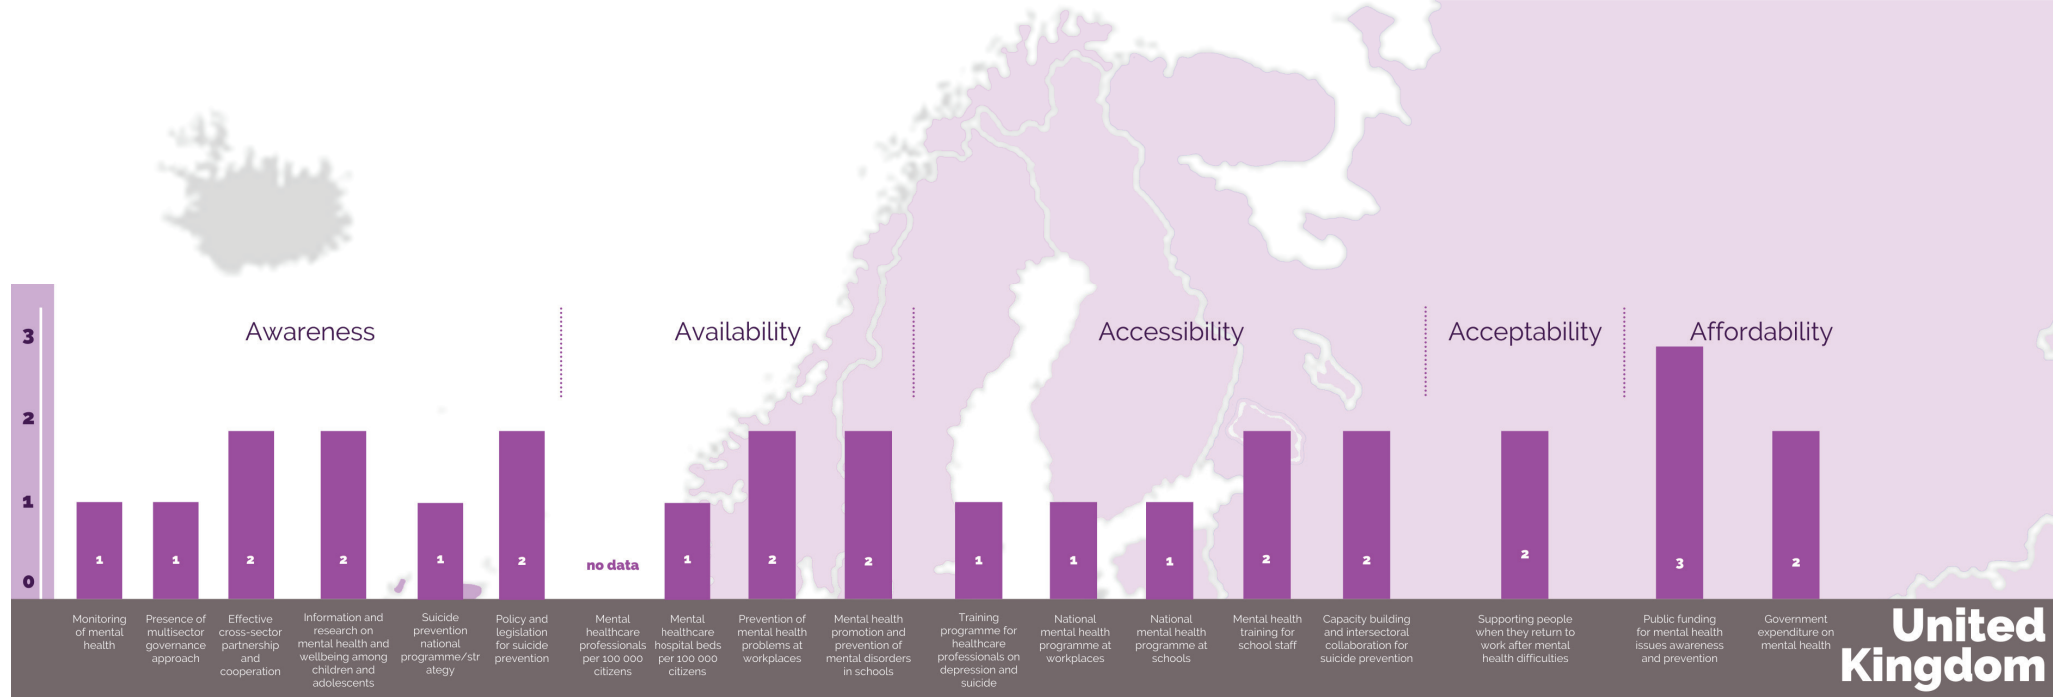 3
2
1
0
Awareness
Availability
Accessibility
Acceptability
Affordability
1
1
2
2
1
2
no data
1
2
2
1
1
1
2
2
2
3
2
Monitoring
of mental
health
Presence of
multisector
governance
approach
Effective
cross-sector
partnership
and
cooperation
Information and
research on
mental health and
wellbeing among
children and
adolescents
Suicide
prevention
national
programme/str
ategy
Policy and
legislation
for suicide
prevention
Mental
healthcare
professionals
per 100 000
citizens
Mental
healthcare
hospital beds
per 100 000
citizens
Prevention of
mental health
problems at
workplaces
Mental health
promotion and
prevention of
mental disorders
in schools
Training
programme for
healthcare
professionals on
depression and
suicide
National
mental health
programme at
workplaces
National
mental health
programme at
schools
Mental health
training for
school staff
Capacity building
and intersectoral
collaboration for
suicide prevention
Supporting people
when they return to
work after mental
health difficulties
Public funding
for mental health
issues awareness
and prevention
Government
expenditure on
mental health
United
Kingdom